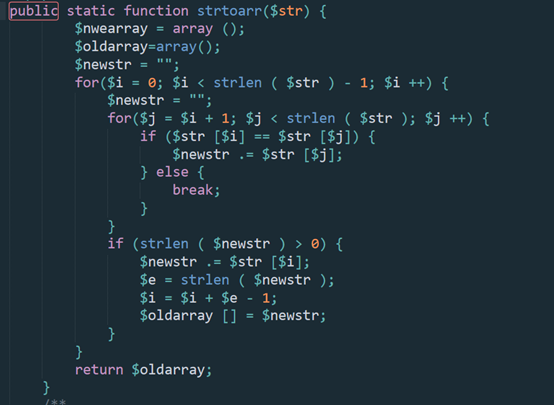 public static function strtoarr($str) {
$nwearray = array ();
$oldarray=array();
$newstr = "";
for($i = 0; $i < strlen ( $str ) - 1; $i ++) {
$newstr = "";
for($j = $i + 1; $j < strlen ( $str ); $j ++) {
if ($str [$i] == $str [$j]) {
$newstr .= $str [$j];
} else {
break;
}
}
if (strlen ( $newstr ) > 0) {
$newstr .= $str [$i];
$e = strlen ( $newstr );
$i = $i + $e - 1;
$oldarray [] = $newstr;
}
}
return $oldarray;
}
/**